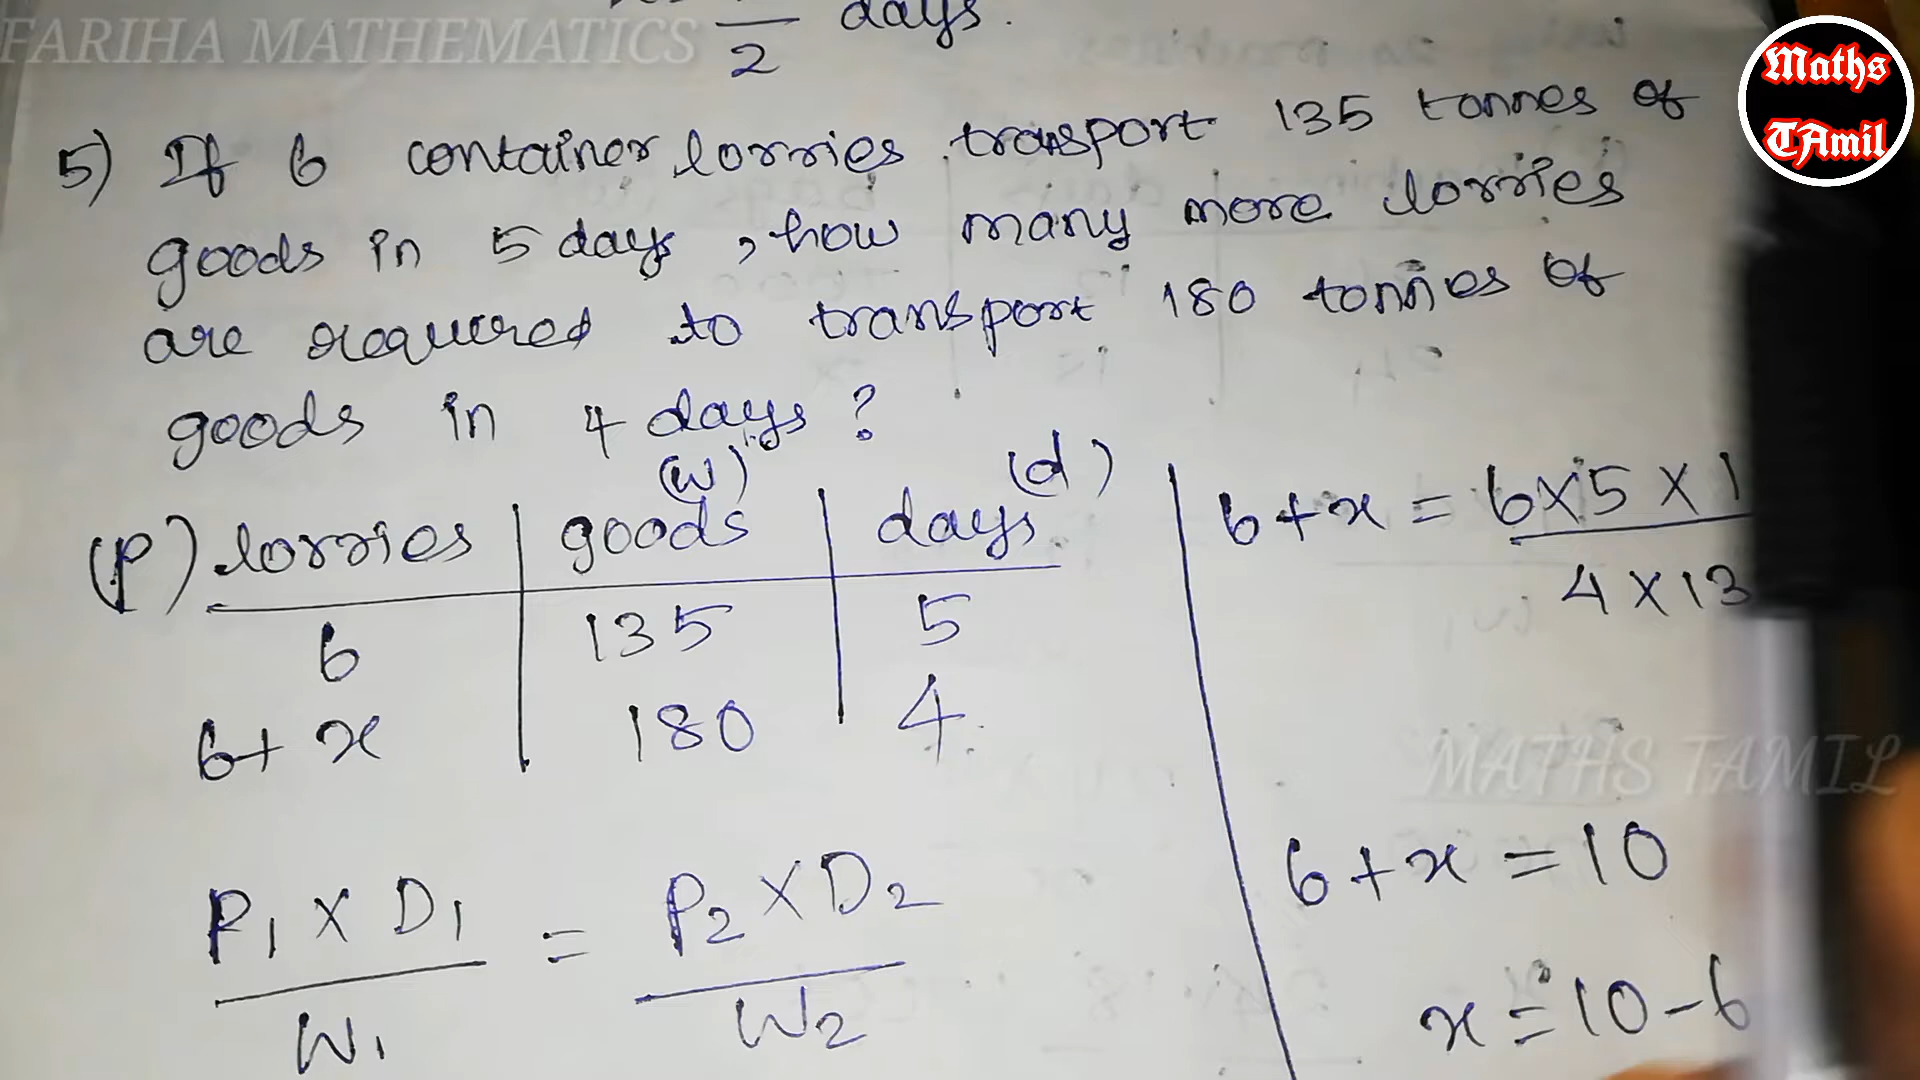 FARIHA MATHEMATICS
2 days.
Maths
TAmil
5) If 6 container lorries transport 135 tonnes of
goods in 5 days, how many more lorries
are required to transport 180 tonnes of
goods in 4 days?
(P) lorries | goods (w) | days (d)
6 | 135 | 5
6+x | 180 | 4
P1 X D1 = P2 X D2
W1 W2
6+x = 6X5X1
4X13
MATHS TAMIL
6+x = 10
x = 10-6